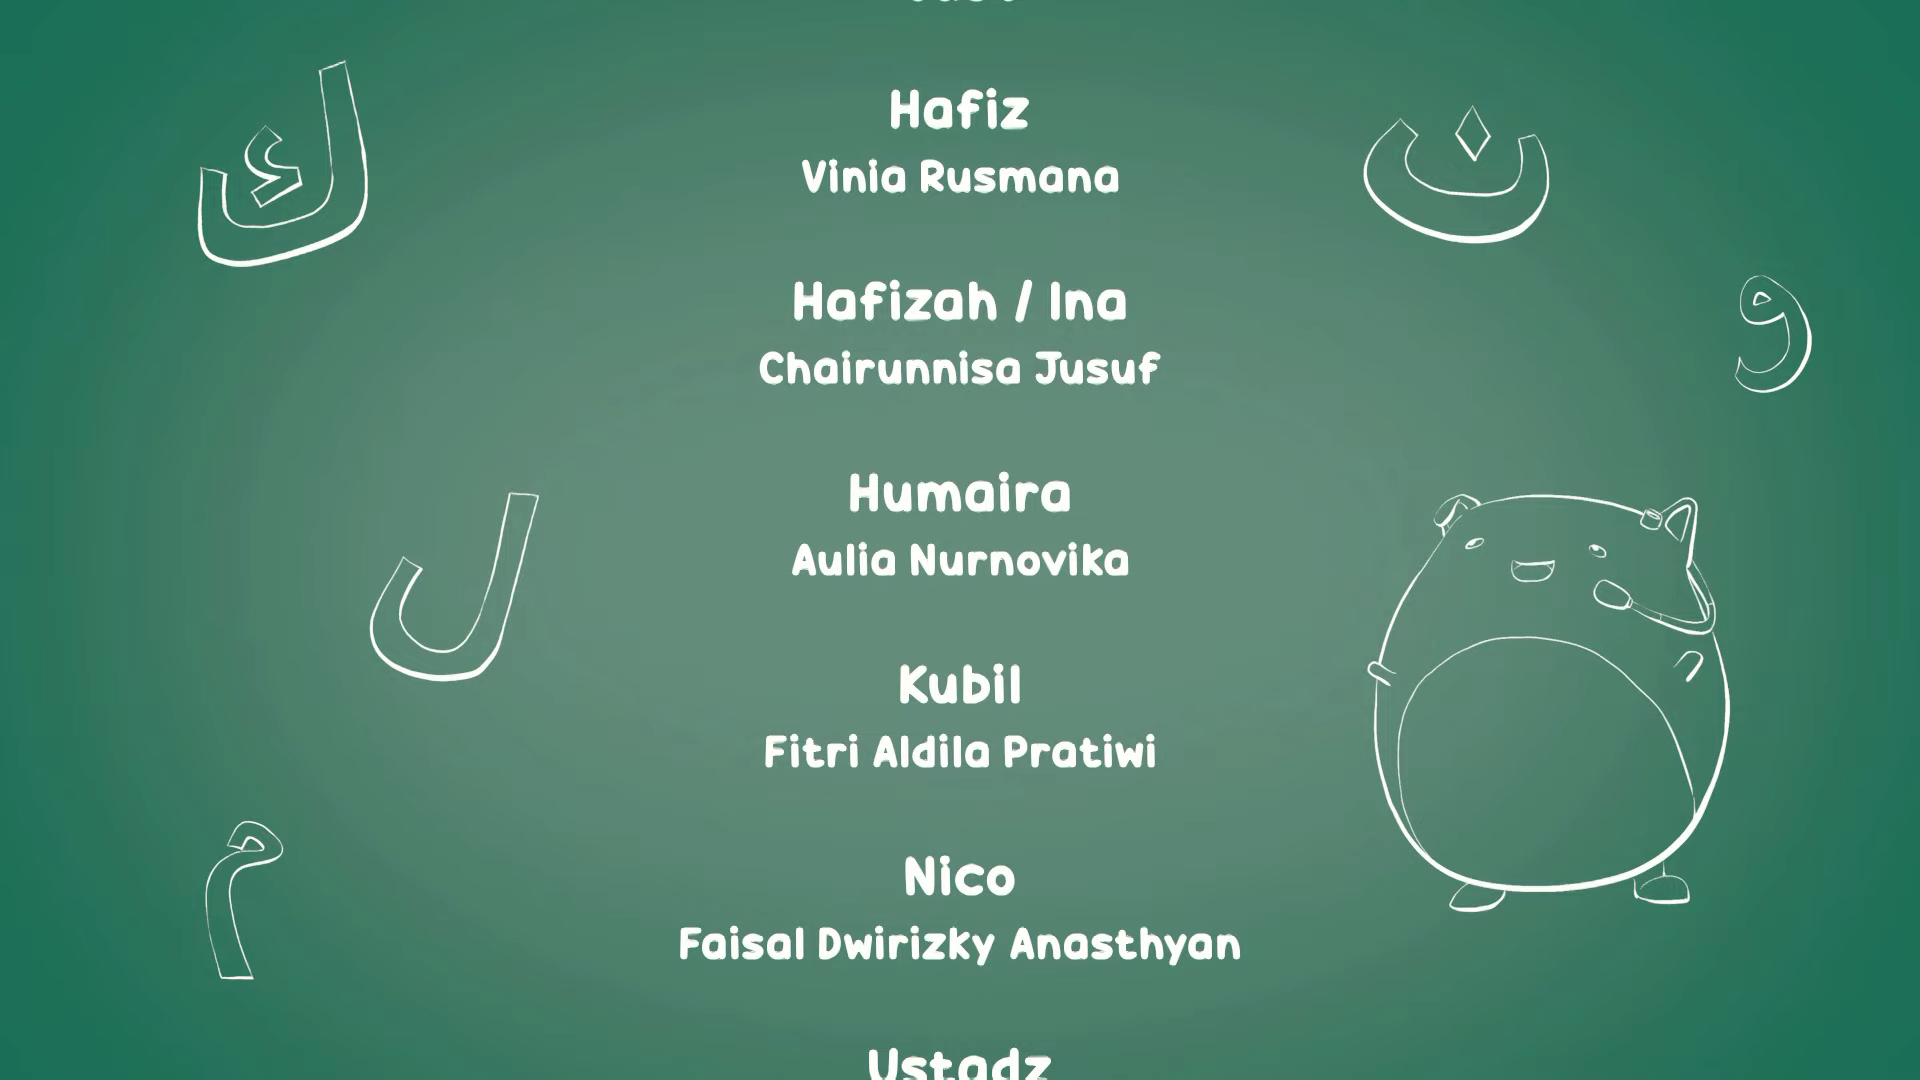 Hafiz
Vinia Rusmana
Hafizah / Ina
Chairunnisa Jusuf
Humaira
Aulia Nurnovika
Kubil
Fitri Aldila Pratiwi
Nico
Faisal Dwirizky Anasthyan
Ustadz
ك
ن
و
ل
م